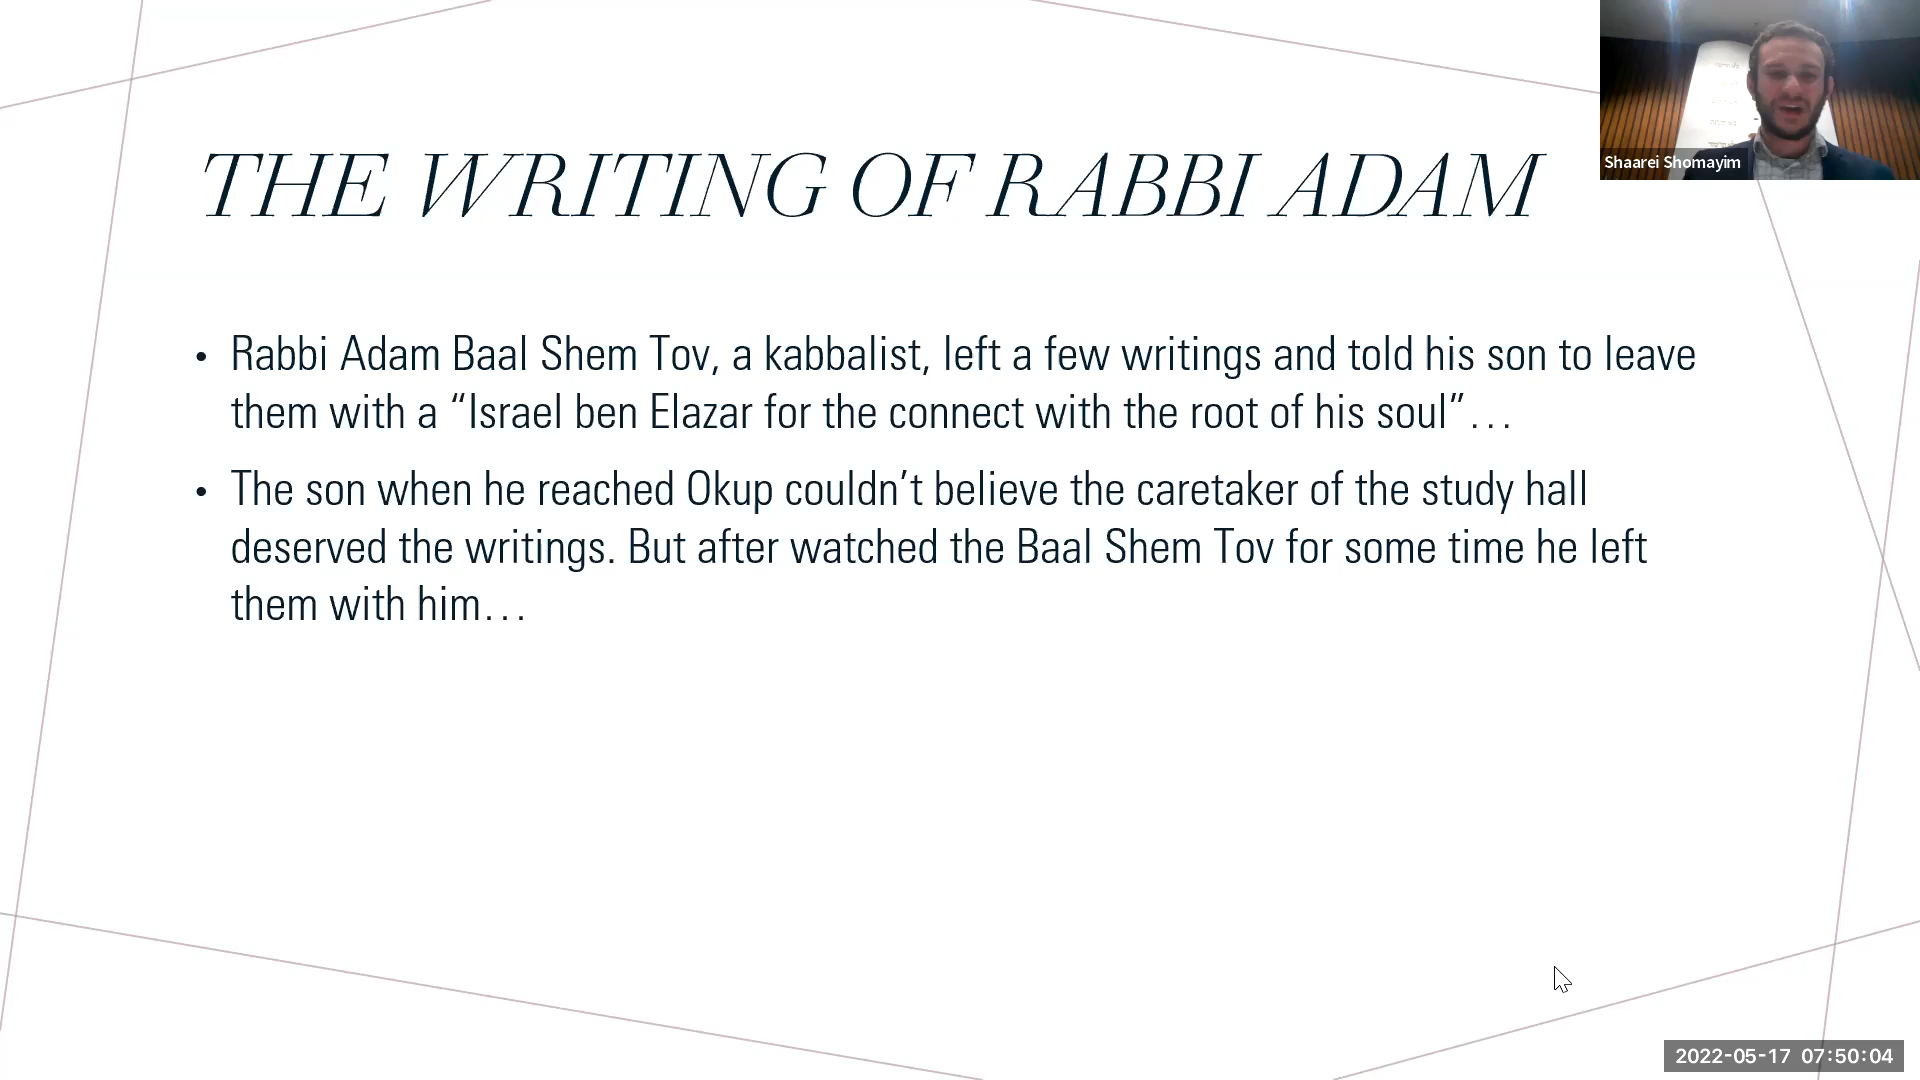 THE WRITING OF RABBI ADAM
Shaarei Shomayim
• Rabbi Adam Baal Shem Tov, a kabbalist, left a few writings and told his son to leave
them with a “Israel ben Elazar for the connect with the root of his soul”…
• The son when he reached Okup couldn’t believe the caretaker of the study hall
deserved the writings. But after watched the Baal Shem Tov for some time he left
them with him…
2022-05-17 07:50:04